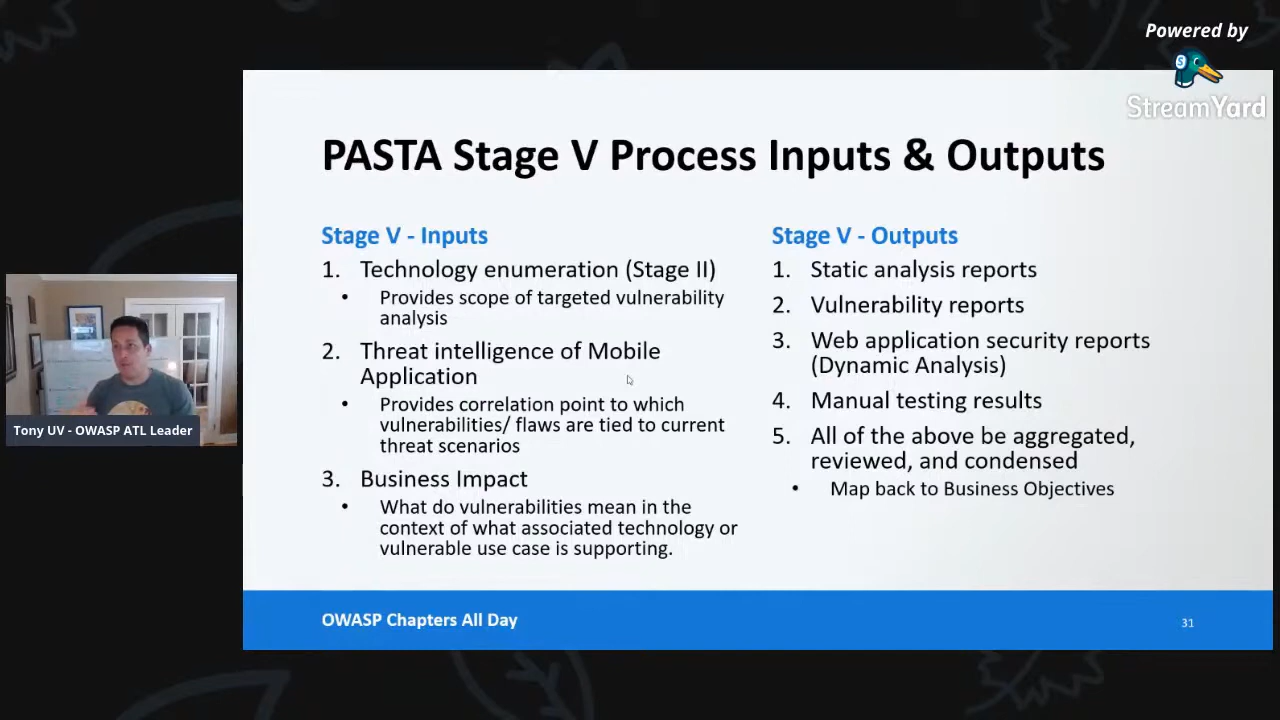 Powered by
StreamYard
PASTA Stage V Process Inputs & Outputs
Stage V - Inputs
1. Technology enumeration (Stage II)
• Provides scope of targeted vulnerability
analysis
2. Threat intelligence of Mobile
Application
• Provides correlation point to which
vulnerabilities/ flaws are tied to current
threat scenarios
3. Business Impact
• What do vulnerabilities mean in the
context of what associated technology or
vulnerable use case is supporting.
Stage V - Outputs
1. Static analysis reports
2. Vulnerability reports
3. Web application security reports
(Dynamic Analysis)
4. Manual testing results
5. All of the above be aggregated,
reviewed, and condensed
• Map back to Business Objectives
Tony UV - OWASP ATL Leader
OWASP Chapters All Day
31